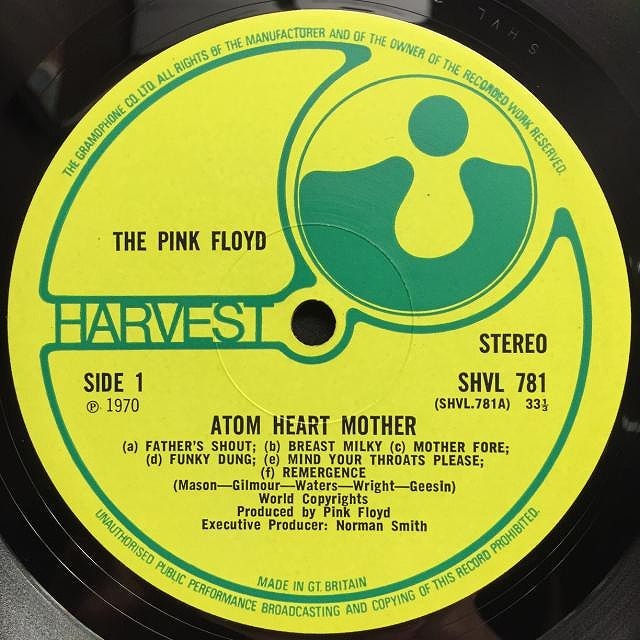 THE GRAMOPHONE CO. LTD. ALL RIGHTS OF THE MANUFACTURER AND OF THE OWNER OF THE RECORDED WORK RESERVED.
SHVL
THE PINK FLOYD
HARVEST
STEREO
SIDE 1
SHVL 781
℗ 1970
(SHVL.781A) 33⅓
ATOM HEART MOTHER
(a) FATHER'S SHOUT; (b) BREAST MILKY (c) MOTHER FORE;
(d) FUNKY DUNG; (e) MIND YOUR THROATS PLEASE;
(f) REMERGENCE
(Mason—Gilmour—Waters—Wright—Geesin)
World Copyrights
Produced by Pink Floyd
Executive Producer: Norman Smith
MADE IN GT. BRITAIN
UNAUTHORISED PUBLIC PERFORMANCE BROADCASTING AND COPYING OF THIS RECORD PROHIBITED.